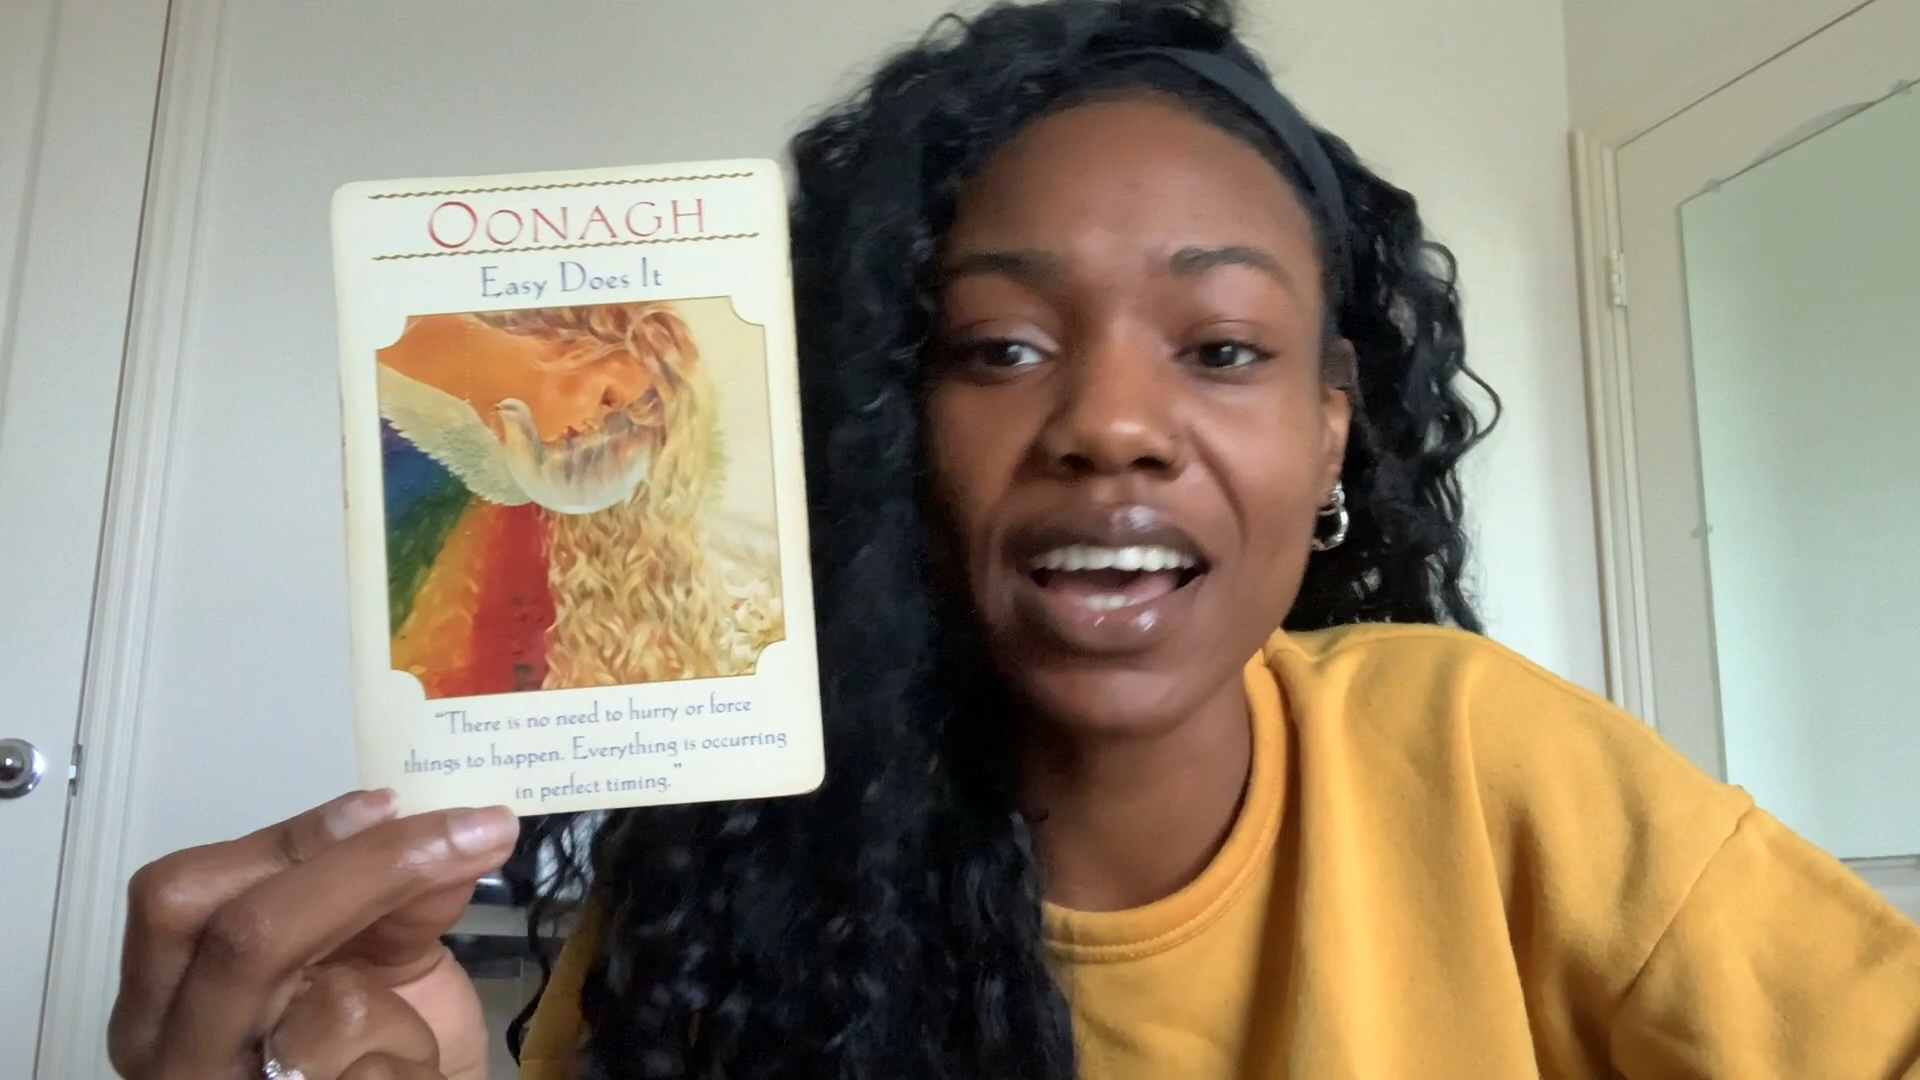 OONAGH
Easy Does It
“There is no need to hurry or force
things to happen. Everything is occurring
in perfect timing.”